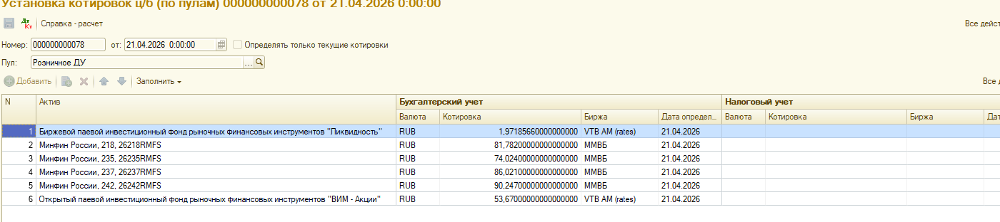 Установка котировок ц/б (по пулам) 000000000078 от 21.04.2026 0:00:00
Дт Кт Справка - расчет Все дейст
Номер: 000000000078 от: 21.04.2026 0:00:00 Определять только текущие котировки
Пул: Розничное ДУ ...
Добавить Заполнить Все д
N Актив Бухгалтерский учет Налоговый учет
Валюта Котировка Биржа Дата определ... Валюта Котировка Биржа Дат
1 Биржевой паевой инвестиционный Фонд рыночных финансовых инструментов "Ликвидность" RUB 1,97185660000000000 VTB AM (rates) 21.04.2026
2 Минфин России, 218, 26218RMFS RUB 81,78200000000000000 ММВБ 21.04.2026
3 Минфин России, 235, 26235RMFS RUB 74,02400000000000000 ММВБ 21.04.2026
4 Минфин России, 237, 26237RMFS RUB 86,02100000000000000 ММВБ 21.04.2026
5 Минфин России, 242, 26242RMFS RUB 90,24700000000000000 ММВБ 21.04.2026
6 Открытый паевой инвестиционный фонд рыночных финансовых инструментов "ВИМ - Акции" RUB 53,67000000000000000 VTB AM (rates) 21.04.2026